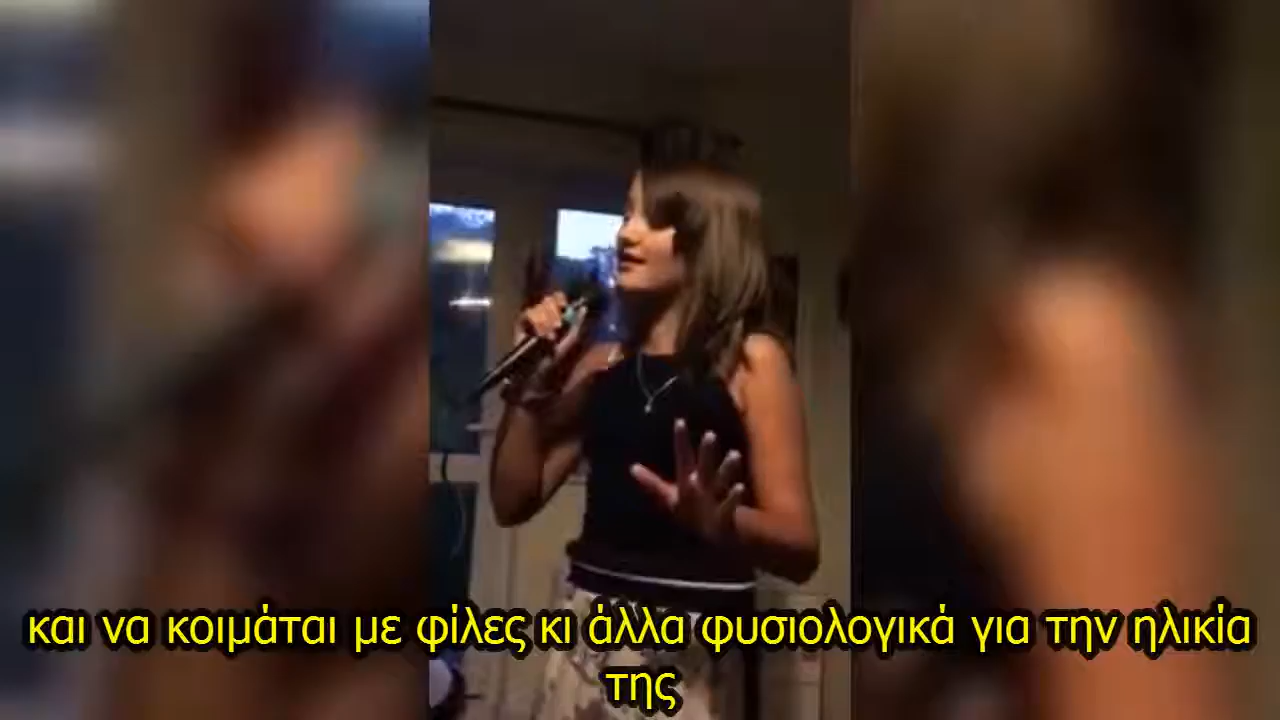 και να κοιμάται με φίλες κι άλλα φυσιολογικά για την ηλικία
της